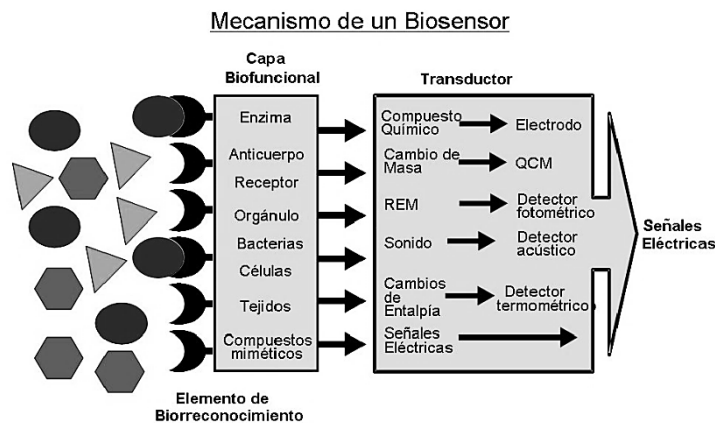 Mecanismo de un Biosensor
Capa
Biofuncional
Transductor
Enzima
Anticuerpo
Receptor
Orgánulo
Bacterias
Células
Tejidos
Compuestos
miméticos
Compuesto
Químico
Electrodo
Cambio de
Masa
QCM
REM
Detector
fotométrico
Sonido
Detector
acústico
Cambios
de
Entalpía
Detector
termométrico
Señales
Eléctricas
Señales
Eléctricas
Elemento de
Biorreconocimiento